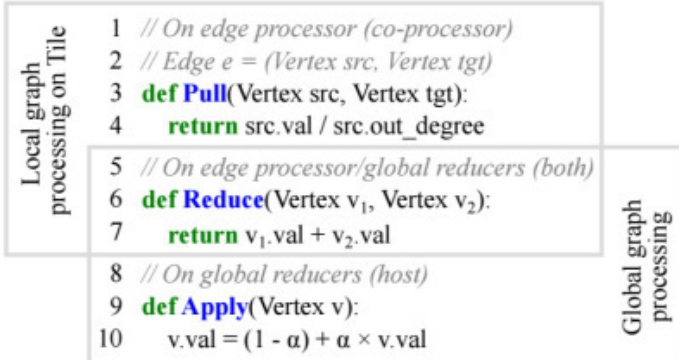 Local graph
processing on Tile
1 // On edge processor (co-processor)
2 // Edge e = (Vertex src, Vertex tgt)
3 def Pull(Vertex src, Vertex tgt):
4 return src.val / src.out_degree
5 // On edge processor/global reducers (both)
6 def Reduce(Vertex v₁, Vertex v₂):
7 return v₁.val + v₂.val
8 // On global reducers (host)
9 def Apply(Vertex v):
10 v.val = (1 - α) + α × v.val
Global graph
processing